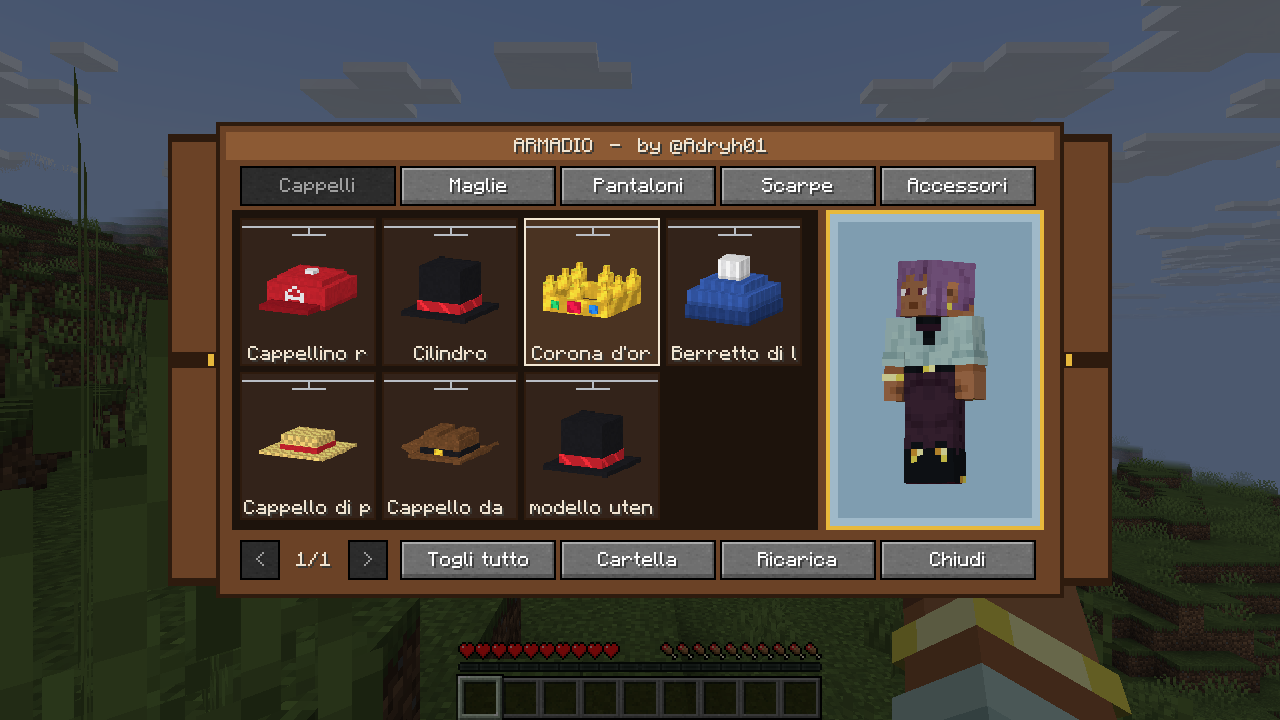 ARMADIO - by @Adryh01
Cappelli Maglie Pantaloni Scarpe Accessori
Cappellino r Cilindro Corona d'or Berretto di l
Cappello di p Cappello da modello uten
< 1/1 > Togli tutto Cartella Ricarica Chiudi